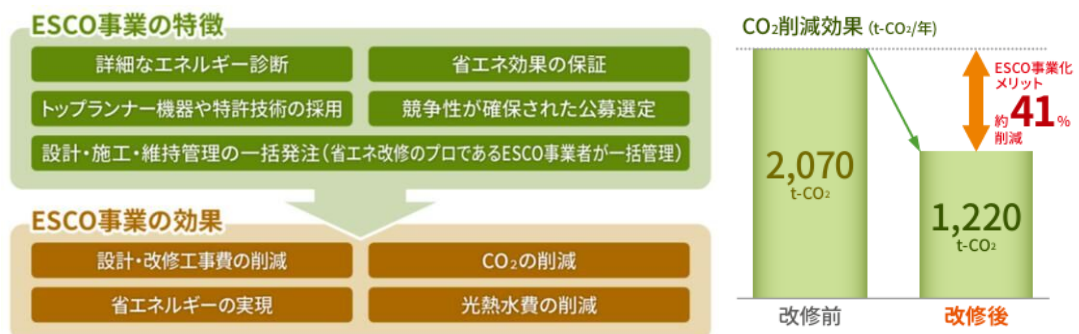 ESCO事業の特徴
詳細なエネルギー診断
省エネ効果の保証
トップランナー機器や特許技術の採用
競争性が確保された公募選定
設計・施工・維持管理の一括発注(省エネ改修のプロであるESCO事業者が一括管理)
ESCO事業の効果
設計・改修工事費の削減
CO₂の削減
省エネルギーの実現
光熱水費の削減
CO₂削減効果 (t-CO₂/年)
ESCO事業化
メリット
約41%
削減
2,070
t-CO₂
1,220
t-CO₂
改修前
改修後